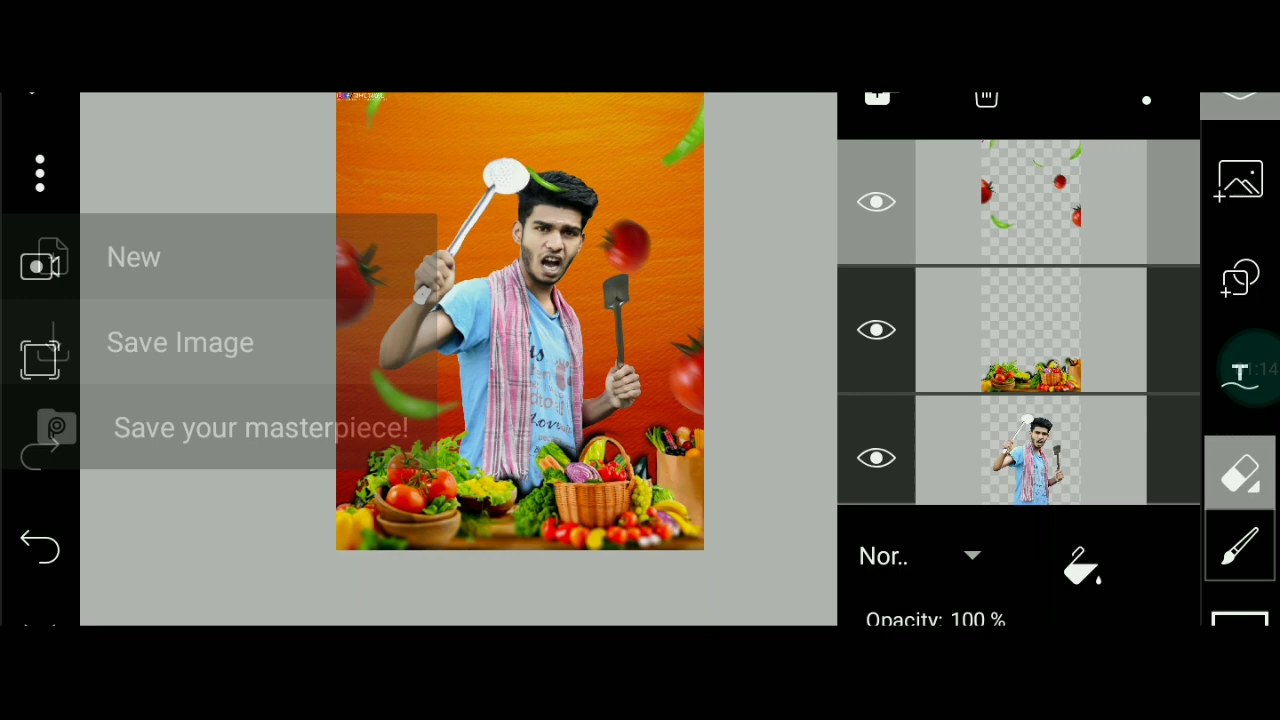 New
Save Image
Save your masterpiece!
Nor..
Opacity: 100 %
T